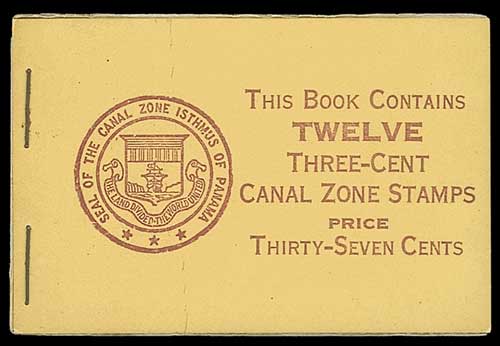 SEAL OF THE CANAL ZONE ISTHMUS OF PANAMA
THE LAND DIVIDED-THE WORLD UNITED
THIS BOOK CONTAINS
TWELVE
THREE-CENT
CANAL ZONE STAMPS
PRICE
THIRTY-SEVEN CENTS